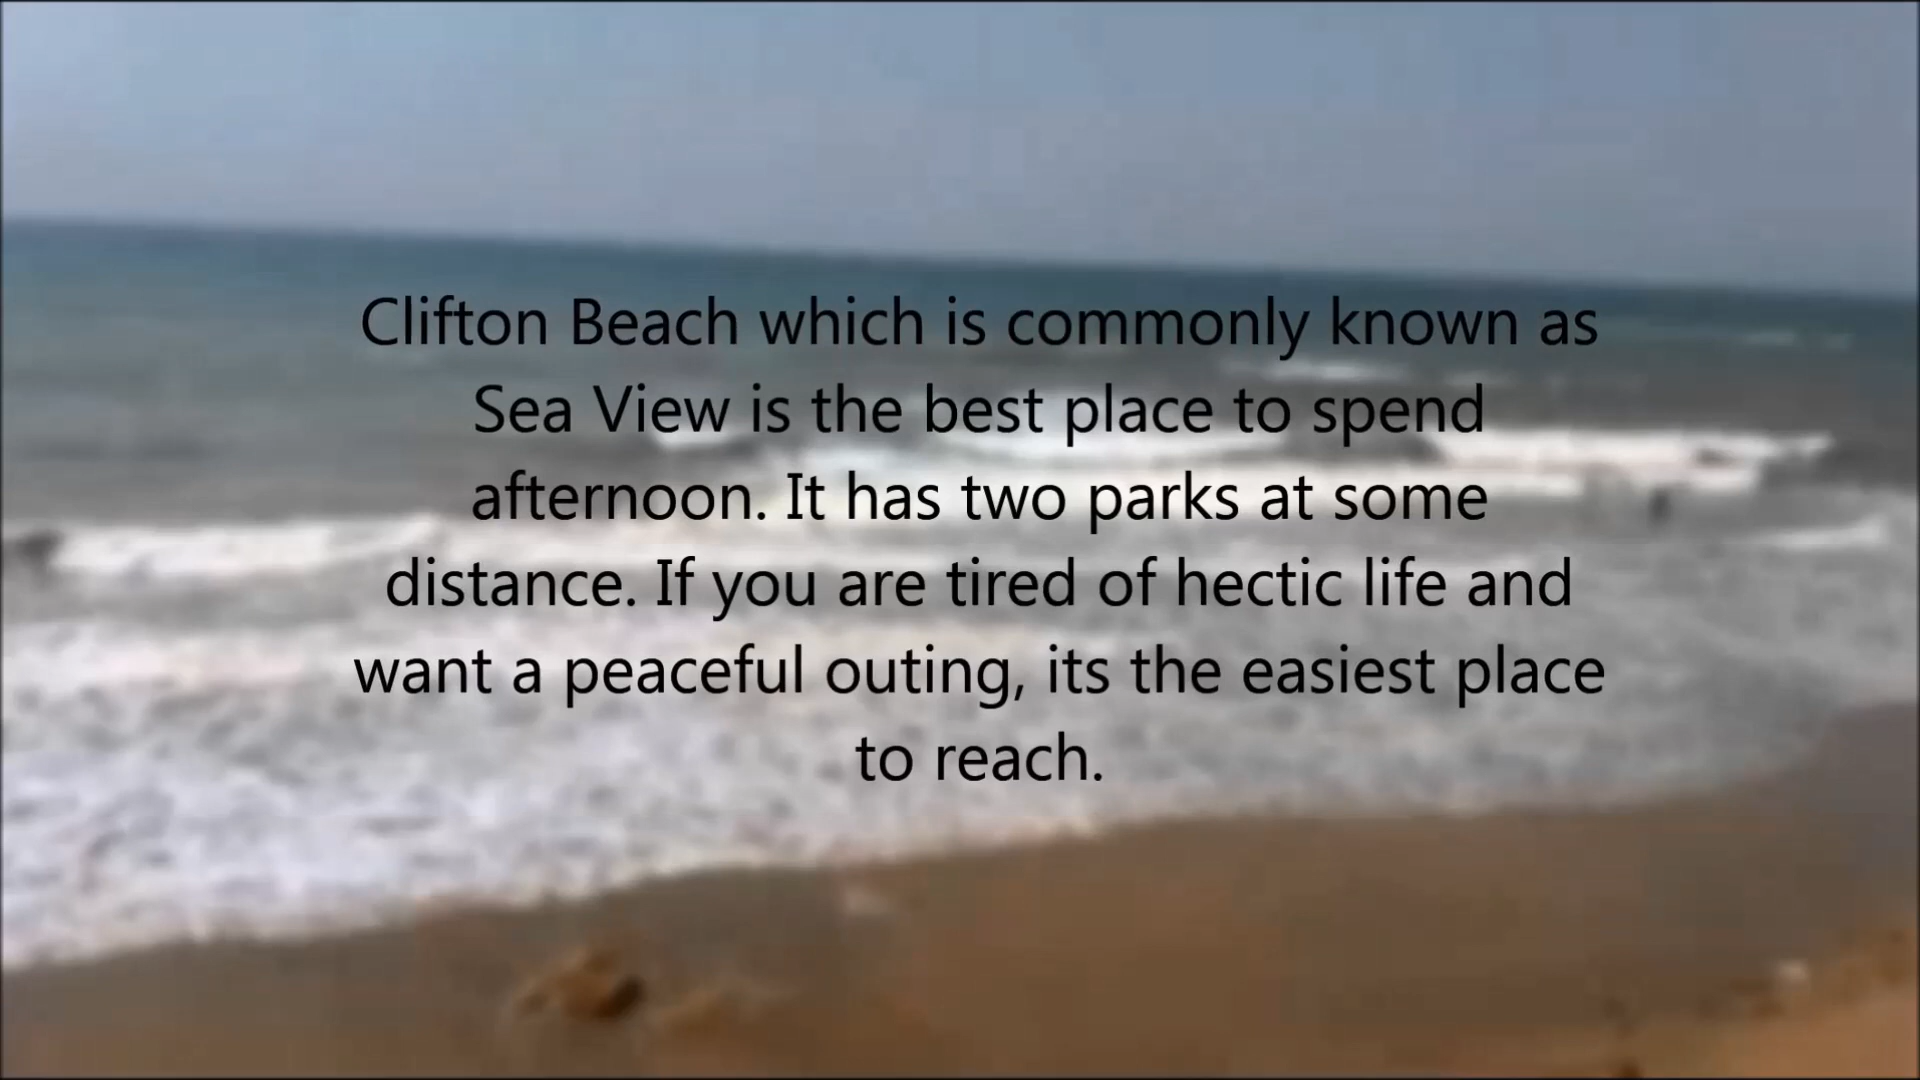 Clifton Beach which is commonly known as
Sea View is the best place to spend
afternoon. It has two parks at some
distance. If you are tired of hectic life and
want a peaceful outing, its the easiest place
to reach.